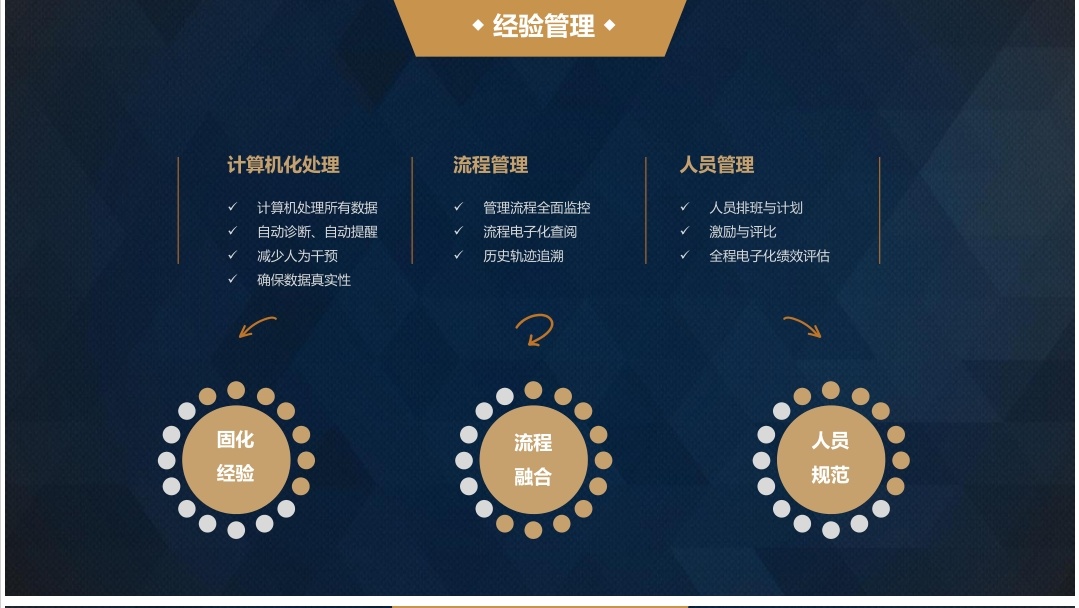 经验管理
计算机化处理
计算机处理所有数据
自动诊断、自动提醒
减少人为干预
确保数据真实性
流程管理
管理流程全面监控
流程电子化查阅
历史轨迹追溯
人员管理
人员排班与计划
激励与评比
全程电子化绩效评估
固化
经验
流程
融合
人员
规范